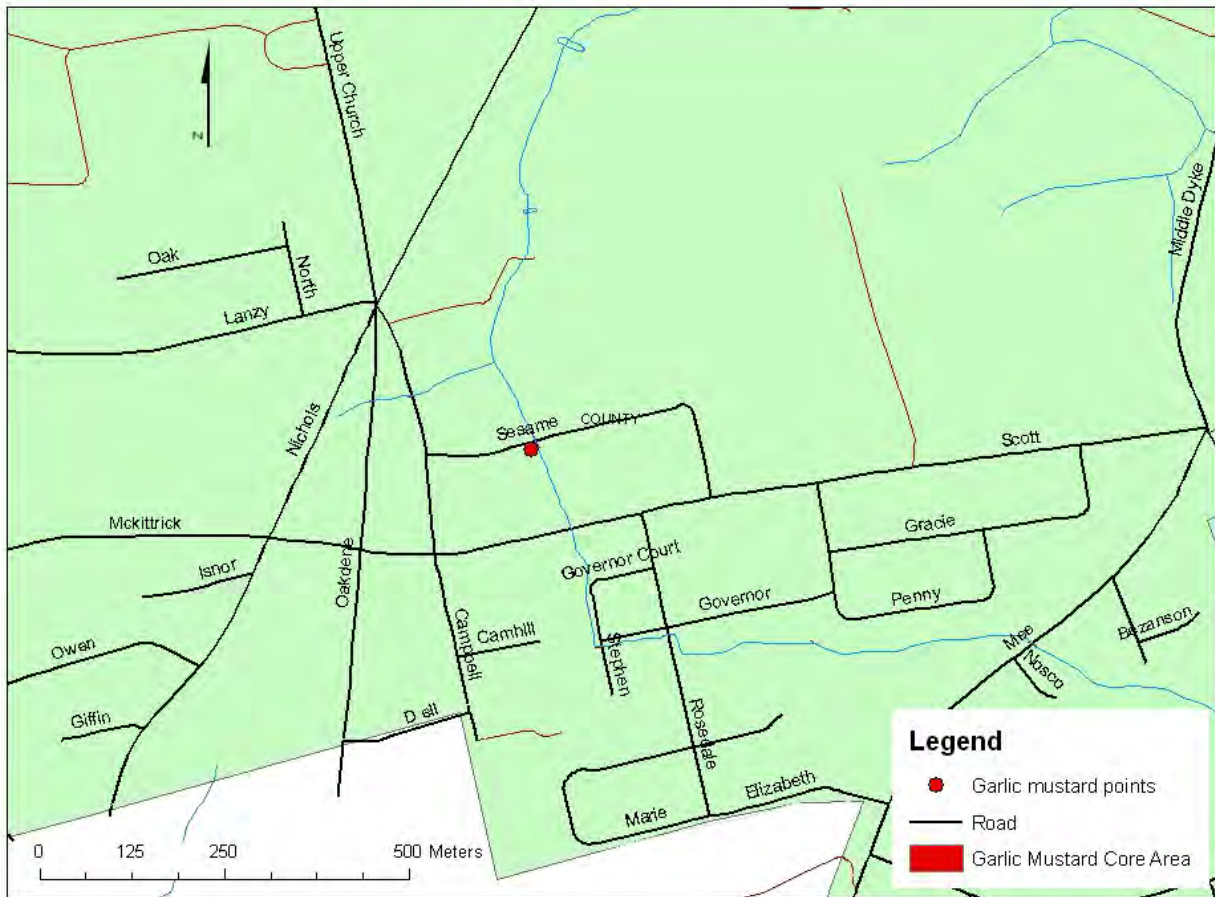 Upper Church
N
Middle Dyke
Oak
North
Lanzy
Nichols
Sesame
COUNTY
Scott
Mckittrick
Gracie
Isnor
Oakdene
Governor Court
Governor
Penny
Bezanson
Owen
Campbell
Camhill
Stephen
Mee
Nosco
Giffin
Dell
Rosedale
Elizabeth
Marie
Legend
Garlic mustard points
Road
Garlic Mustard Core Area
0 125 250 500 Meters